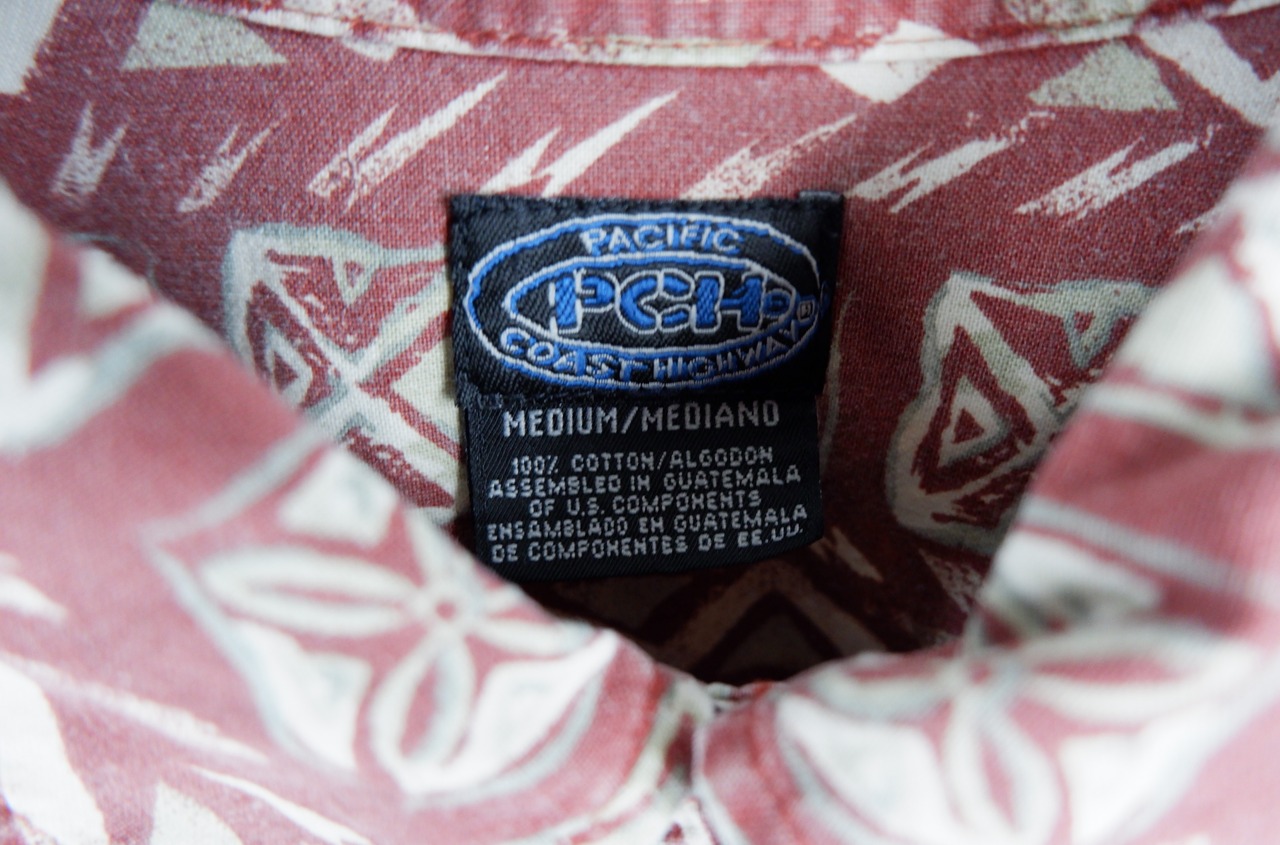 PACIFIC
PCH
COAST HIGHWAY®
MEDIUM/MEDIANO
100% COTTON/ALGODON
ASSEMBLED IN GUATEMALA
OF U.S. COMPONENTS
ENSAMBLADO EN GUATEMALA
DE COMPONENTES DE EE.UU.